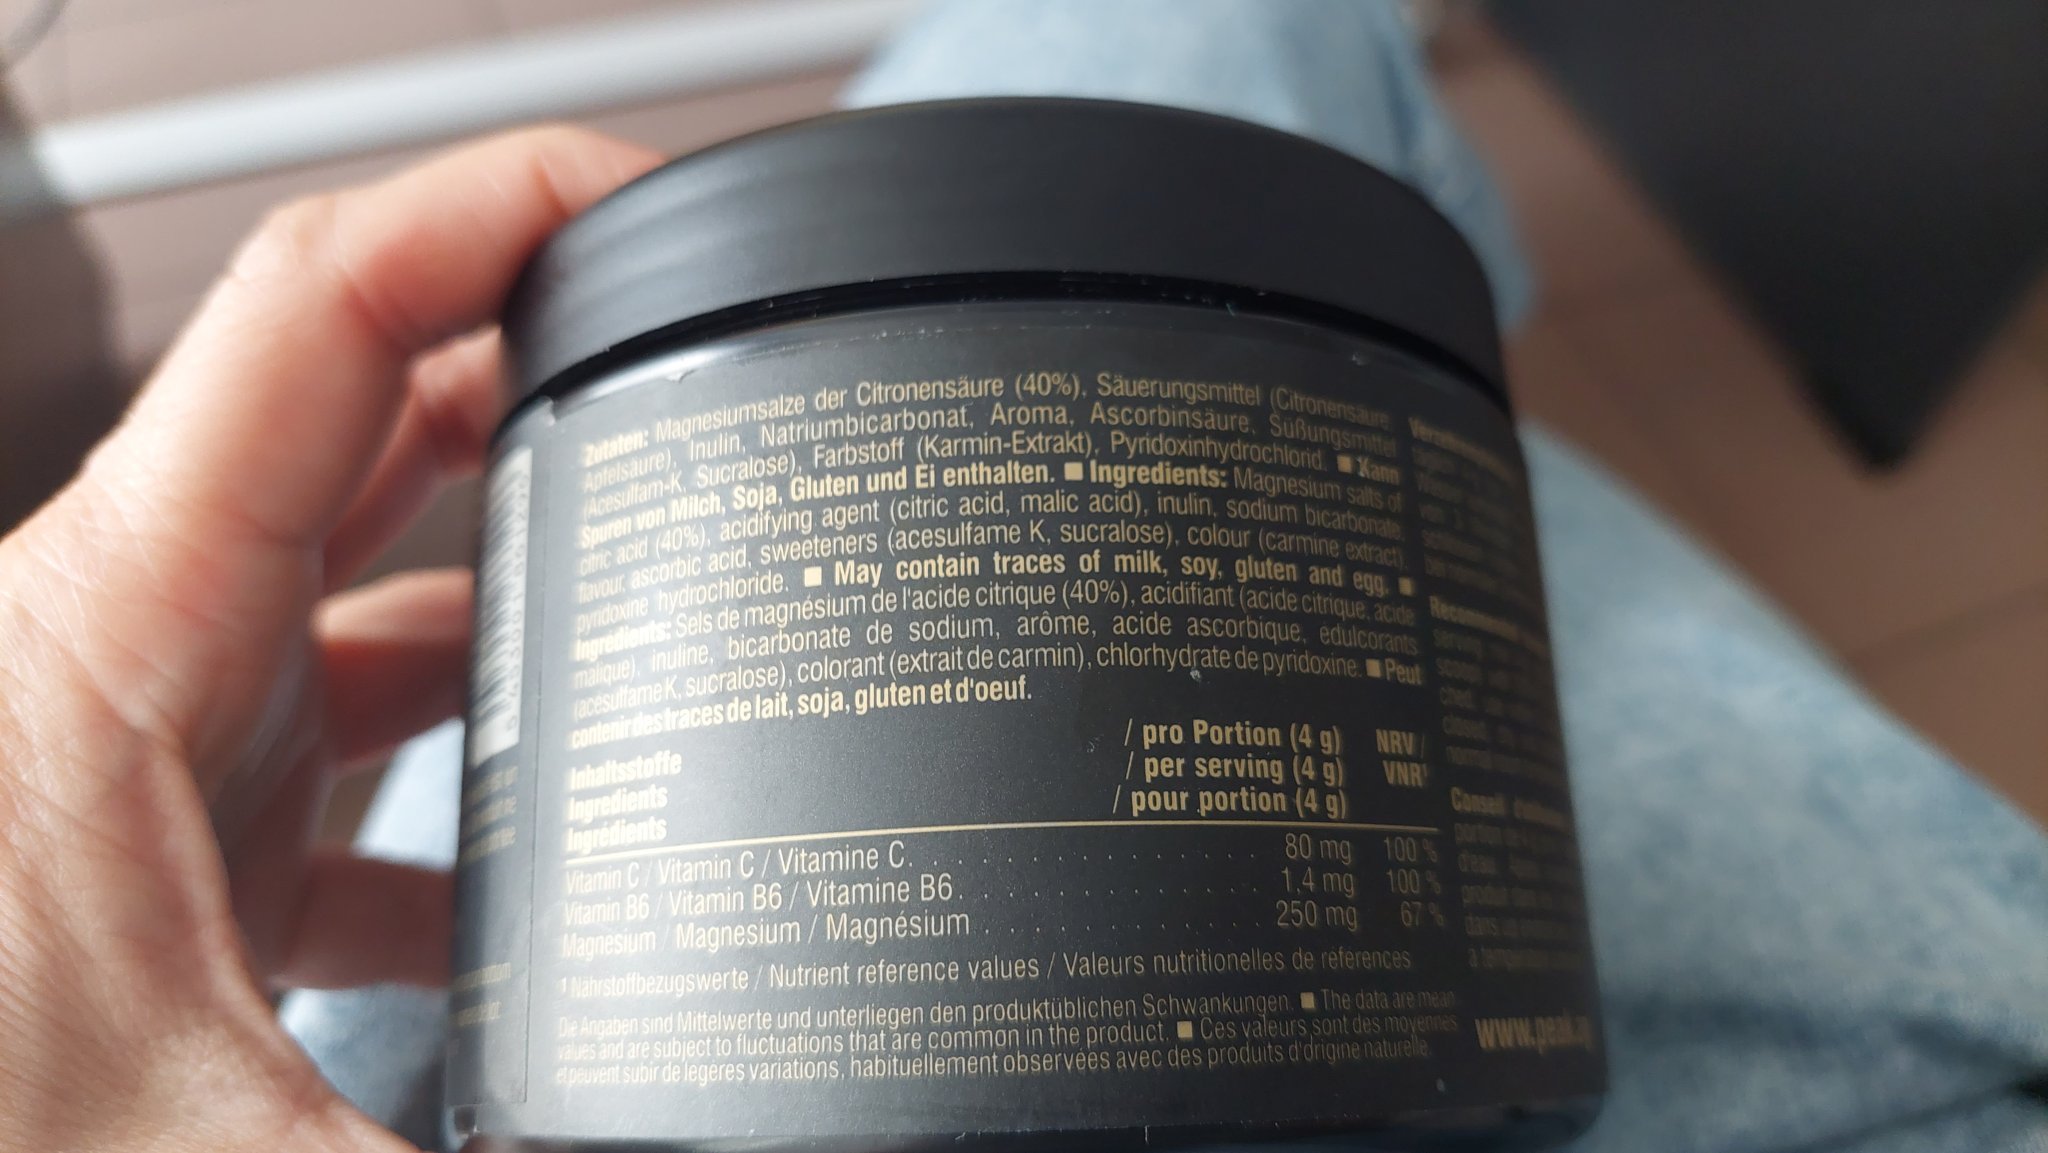 Zutaten: Magnesiumsalze der Citronensäure (40%), Säuerungsmittel (Citronensäure,
Apfelsäure), Inulin, Natriumbicarbonat, Aroma, Ascorbinsäure, Süßungsmittel
(Acesulfam-K, Sucralose), Farbstoff (Karmin-Extrakt), Pyridoxinhydrochlorid. ■ Kann
Spuren von Milch, Soja, Gluten und Ei enthalten. ■ Ingredients: Magnesium salts of
citric acid (40%), acidifying agent (citric acid, malic acid), inulin, sodium bicarbonate,
flavour, ascorbic acid, sweeteners (acesulfame K, sucralose), colour (carmine extract),
pyridoxine hydrochloride. ■ May contain traces of milk, soy, gluten and egg. ■
Ingrédients: Sels de magnésium de l'acide citrique (40%), acidifiant (acide citrique, acide
malique), inuline, bicarbonate de sodium, arôme, acide ascorbique, édulcorants
(acésulfame K, sucralose), colorant (extrait de carmin), chlorhydrate de pyridoxine. ■ Peut
contenir des traces de lait, soja, gluten et d'oeuf.
Inhaltsstoffe / pro Portion (4 g) NRV /
Ingredients / per serving (4 g) VNR¹
Ingrédients / pour portion (4 g)
Vitamin C / Vitamin C / Vitamine C. 80 mg 100 %
Vitamin B6 / Vitamin B6 / Vitamine B6. 1,4 mg 100 %
Magnesium / Magnesium / Magnésium 250 mg 67 %
¹ Nährstoffbezugswerte / Nutrient reference values / Valeurs nutritionelles de références
Die Angaben sind Mittelwerte und unterliegen den produktüblichen Schwankungen. ■ The data are mean
values and are subject to fluctuations that are common in the product. ■ Ces valeurs sont des moyennes
et peuvent subir de légères variations, habituellement observées avec des produits d'origine naturelle.
Conseil
www.peak